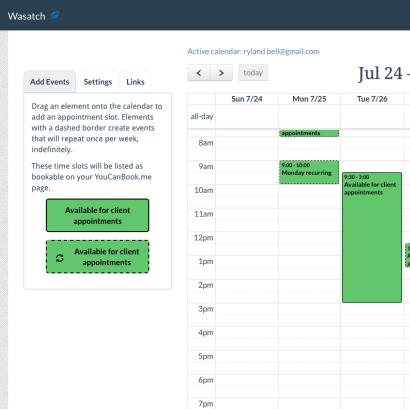 Wasatch
Active calendar: ryland.bell@gmail.com
today
Jul 24 -
Add Events
Settings
Links
Drag an element onto the calendar to
add an appointment slot. Elements
with a dashed border create events
that will repeat once per week,
indefinitely.
These time slots will be listed as
bookable on your YouCanBook.me
page.
Available for client
appointments
Available for client
appointments
Sun 7/24
Mon 7/25
Tue 7/26
all-day
appointments
8am
9am
9:00 - 10:00
Monday recurring
9:30 - 3:00
Available for client
appointments
10am
11am
12pm
1pm
2pm
3pm
4pm
5pm
6pm
7pm